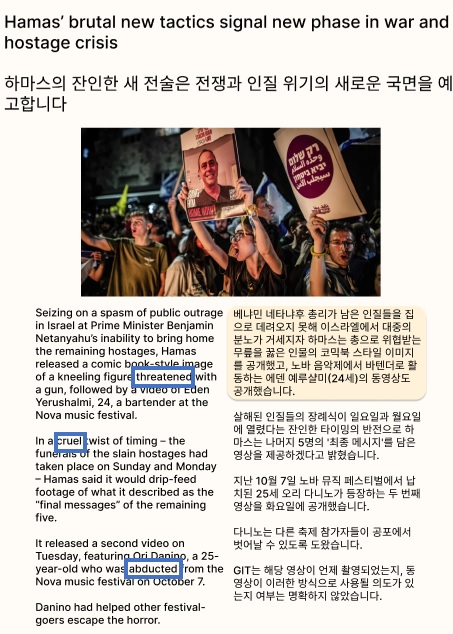 Hamas' brutal new tactics signal new phase in war and
hostage crisis
하마스의 잔인한 새 전술은 전쟁과 인질 위기의 새로운 국면을 예
고합니다
רק שלום
وحده السلام
יביא ביטחון
سيجلب الأمن
Seizing on a spasm of public outrage
in Israel at Prime Minister Benjamin
Netanyahu's inability to bring home
the remaining hostages, Hamas
released a comic book-style image
of a kneeling figure threatened with
a gun, followed by a video of Eden
Yerushalmi, 24, a bartender at the
Nova music festival.
In a cruel twist of timing – the
funerals of the slain hostages had
taken place on Sunday and Monday
– Hamas said it would drip-feed
footage of what it described as the
"final messages" of the remaining
five.
It released a second video on
Tuesday, featuring Ori Danino, a 25-
year-old who was abducted from the
Nova music festival on October 7.
Danino had helped other festival-
goers escape the horror.
베냐민 네타냐후 총리가 남은 인질들을 집
으로 데려오지 못해 이스라엘에서 대중의
분노가 거세지자 하마스는 총으로 위협받는
무릎을 꿇은 인물의 코믹북 스타일 이미지
를 공개했고, 노바 음악제에서 바텐더로 활
동하는 에덴 예루살미(24세)의 동영상도
공개했습니다.
살해된 인질들의 장례식이 일요일과 월요일
에 열렸다는 잔인한 타이밍의 반전으로 하
마스는 나머지 5명의 '최종 메시지'를 담은
영상을 제공하겠다고 밝혔습니다.
지난 10월 7일 노바 뮤직 페스티벌에서 납
치된 25세 오리 다니노가 등장하는 두 번째
영상을 화요일에 공개했습니다.
다니노는 다른 축제 참가자들이 공포에서
벗어날 수 있도록 도왔습니다.
GIT는 해당 영상이 언제 촬영되었는지, 동
영상이 이러한 방식으로 사용될 의도가 있
는지 여부는 명확하지 않았습니다.